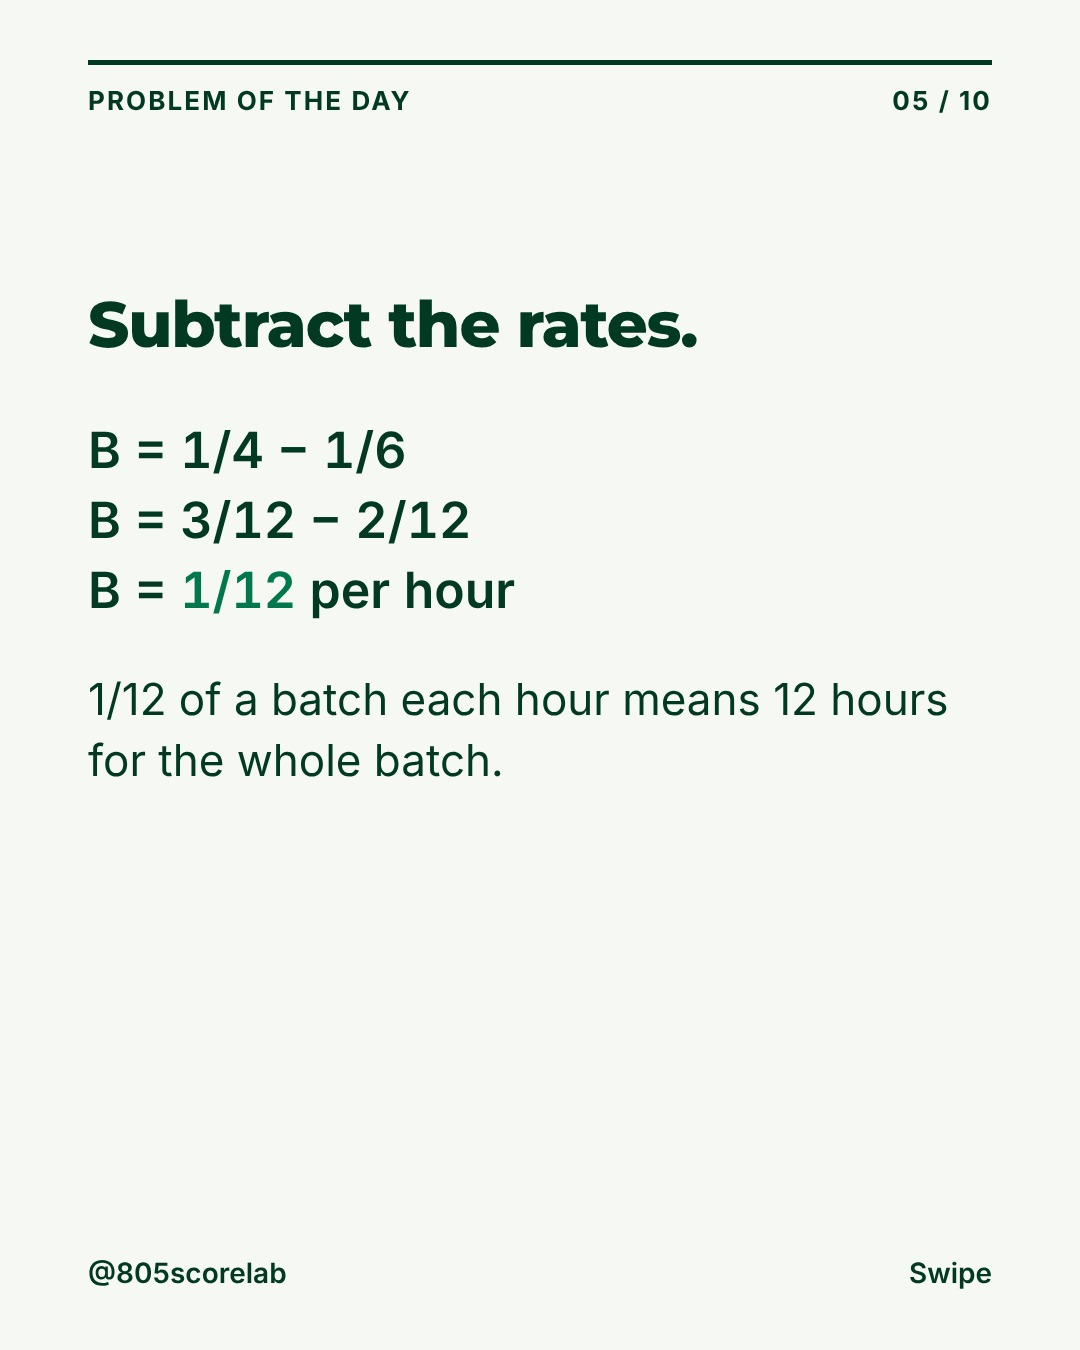 PROBLEM OF THE DAY
05 / 10
Subtract the rates.
B = 1/4 − 1/6
B = 3/12 − 2/12
B = 1/12 per hour
1/12 of a batch each hour means 12 hours
for the whole batch.
@805scorelab
Swipe